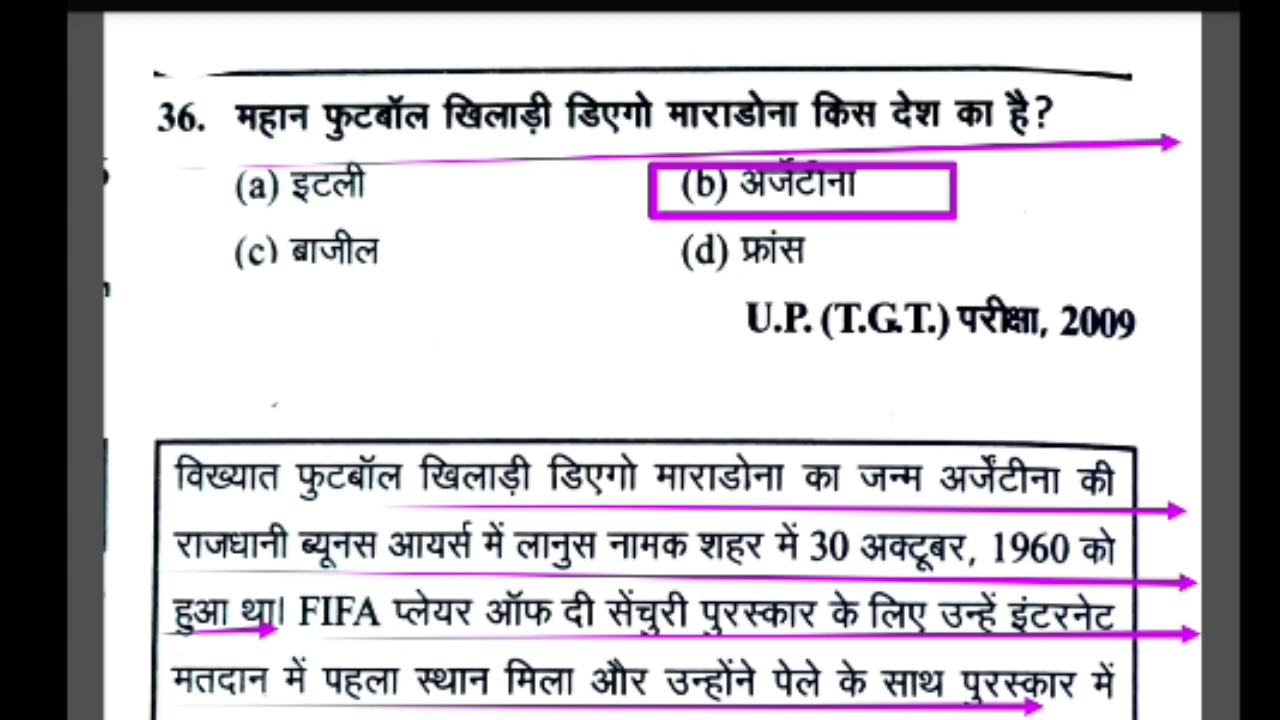 36. महान फुटबॉल खिलाड़ी डिएगो माराडोना किस देश का है?
(a) इटली (b) अर्जेंटीना
(c) बाजील (d) फ्रांस
U.P. (T.G.T.) परीक्षा, 2009
विख्यात फुटबॉल खिलाड़ी डिएगो माराडोना का जन्म अर्जेंटीना की
राजधानी ब्यूनस आयर्स में लानुस नामक शहर में 30 अक्टूबर, 1960 को
हुआ था। FIFA प्लेयर ऑफ दी सेंचुरी पुरस्कार के लिए उन्हें इंटरनेट
मतदान में पहला स्थान मिला और उन्होंने पेले के साथ पुरस्कार में